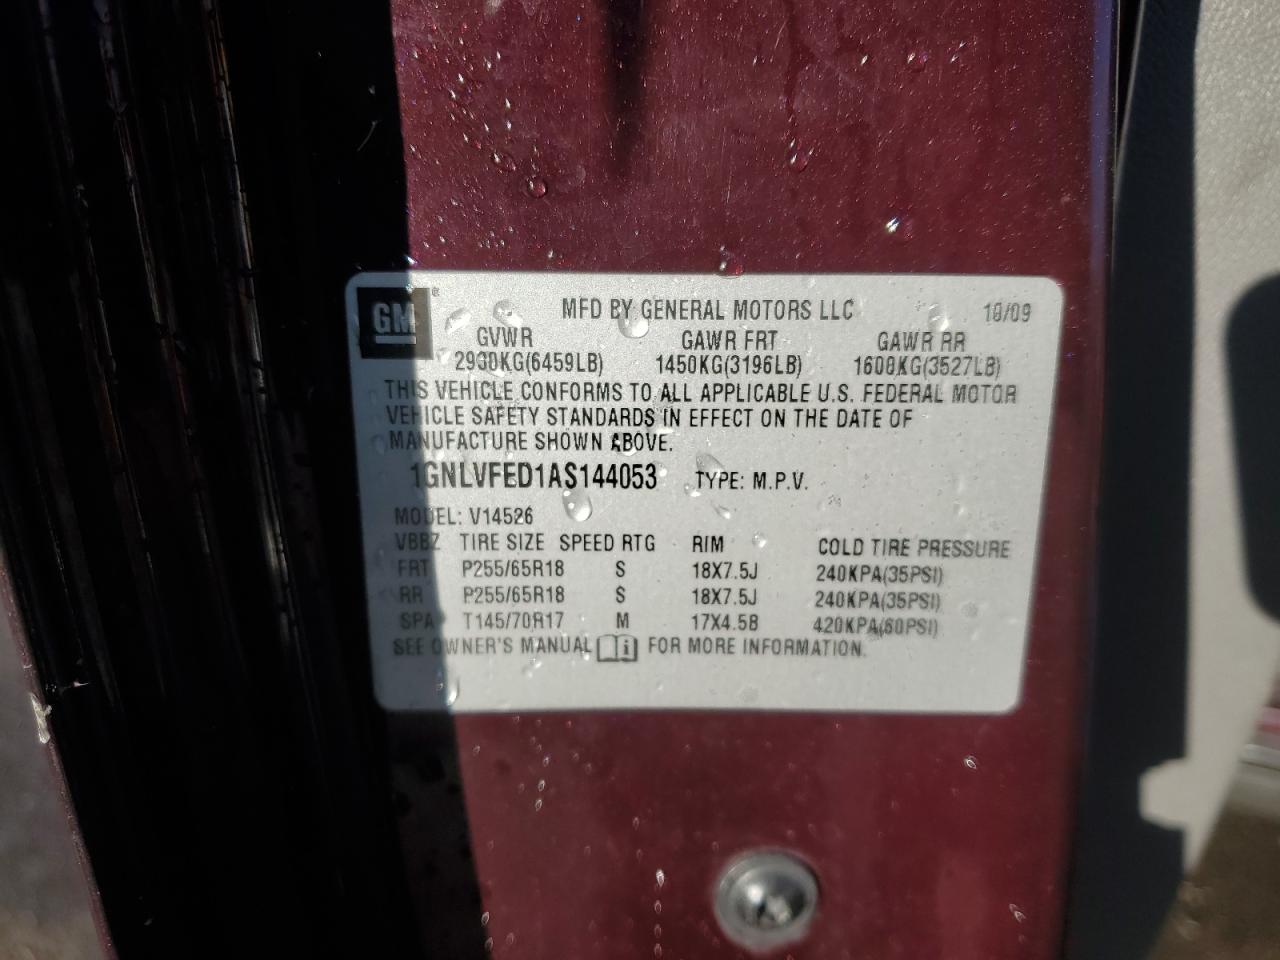 GM® MFD BY GENERAL MOTORS LLC 10/09
GVWR GAWR FRT GAWR RR
2930KG(6459LB) 1450KG(3196LB) 1600KG(3527LB)
THIS VEHICLE CONFORMS TO ALL APPLICABLE U.S. FEDERAL MOTOR
VEHICLE SAFETY STANDARDS IN EFFECT ON THE DATE OF
MANUFACTURE SHOWN ABOVE.
1GNLVFED1AS144053 TYPE: M.P.V.
MODEL: V14526
VBBZ TIRE SIZE SPEED RTG RIM COLD TIRE PRESSURE
FRT P255/65R18 S 18X7.5J 240KPA(35PSI)
RR P255/65R18 S 18X7.5J 240KPA(35PSI)
SPA T145/70R17 M 17X4.5B 420KPA(60PSI)
SEE OWNER'S MANUAL i FOR MORE INFORMATION.